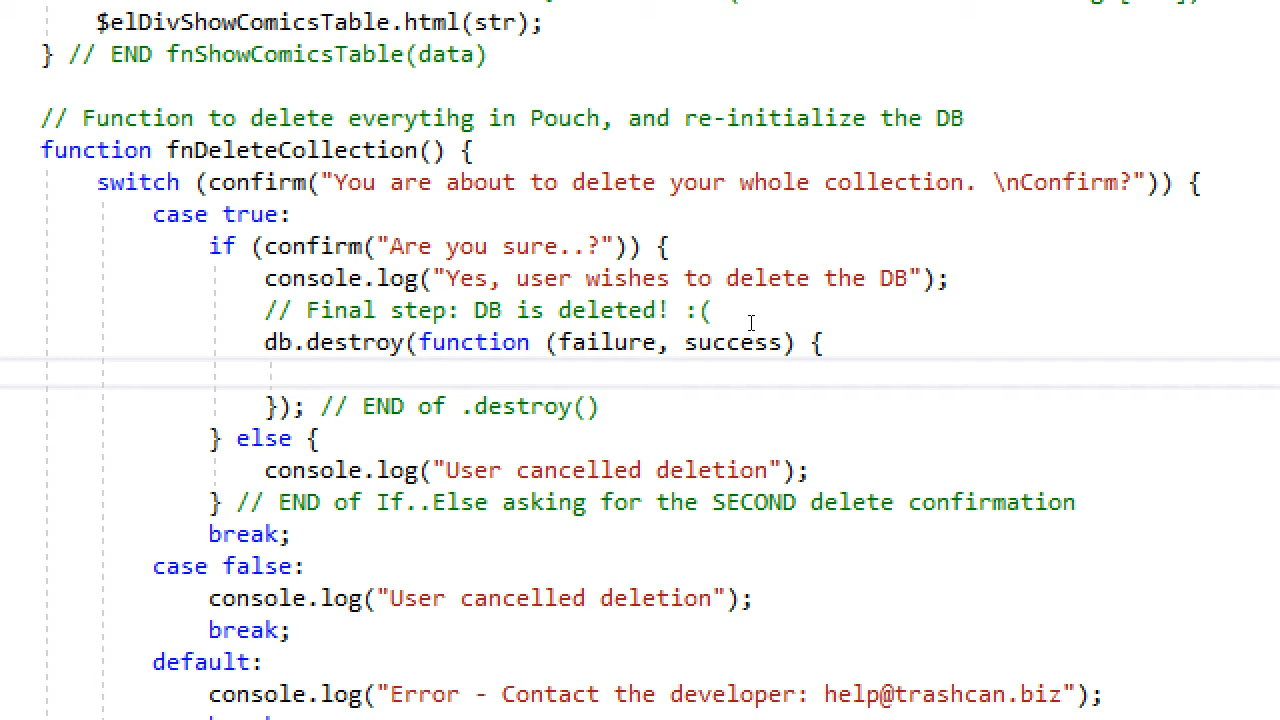 $elDivShowComicsTable.html(str);
} // END fnShowComicsTable(data)
// Function to delete everytihg in Pouch, and re-initialize the DB
function fnDeleteCollection() {
switch (confirm("You are about to delete your whole collection. \nConfirm?")) {
case true:
if (confirm("Are you sure..?")) {
console.log("Yes, user wishes to delete the DB");
// Final step: DB is deleted! :(
db.destroy(function (failure, success) {
}); // END of .destroy()
} else {
console.log("User cancelled deletion");
} // END of If..Else asking for the SECOND delete confirmation
break;
case false:
console.log("User cancelled deletion");
break;
default:
console.log("Error - Contact the developer: help@trashcan.biz");